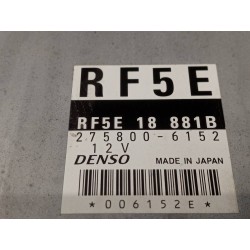 RF5E
RF5E 18 881B
275800-6152
12V
DENSO MADE IN JAPAN
*006152E*